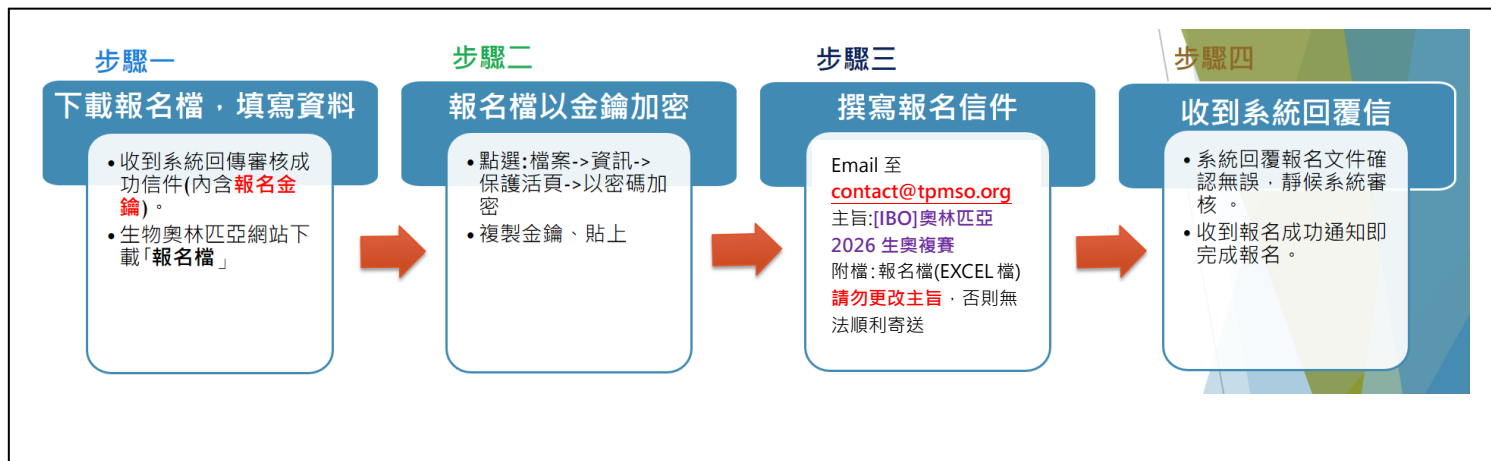 步驟一
下載報名檔，填寫資料
•收到系統回傳審核成
功信件(內含報名金
鑰)。
•生物奧林匹亞網站下
載「報名檔」
步驟二
報名檔以金鑰加密
•點選:檔案->資訊->
保護活頁->以密碼加
密
•複製金鑰、貼上
步驟三
撰寫報名信件
Email 至
contact@tpmso.org
主旨:[IBO]奧林匹亞
2026 生奧複賽
附檔:報名檔(EXCEL 檔)
請勿更改主旨，否則無
法順利寄送
步驟四
收到系統回覆信
•系統回覆報名文件確
認無誤，靜候系統審
核 。
•收到報名成功通知即
完成報名。